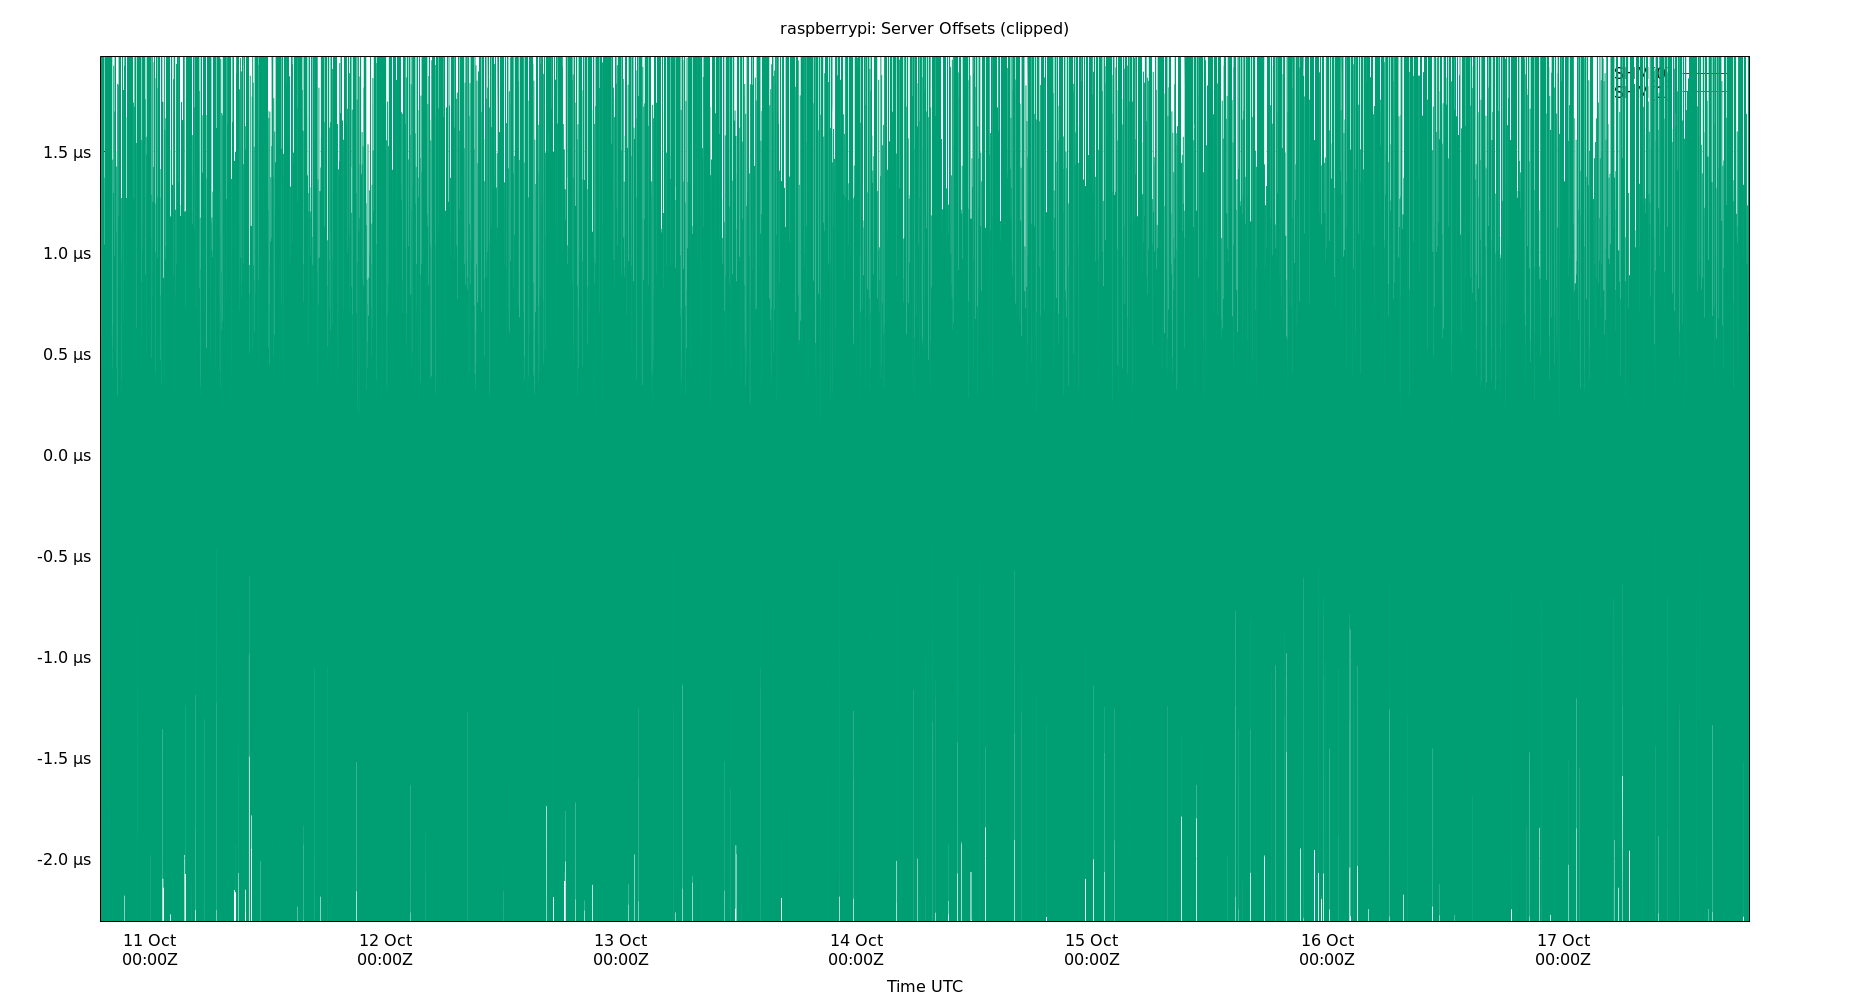 raspberrypi: Server Offsets (clipped)
1.5 µs
1.0 µs
0.5 µs
0.0 µs
-0.5 µs
-1.0 µs
-1.5 µs
-2.0 µs
11 Oct 12 Oct 13 Oct 14 Oct 15 Oct 16 Oct 17 Oct
00:00Z 00:00Z 00:00Z 00:00Z 00:00Z 00:00Z 00:00Z
Time UTC